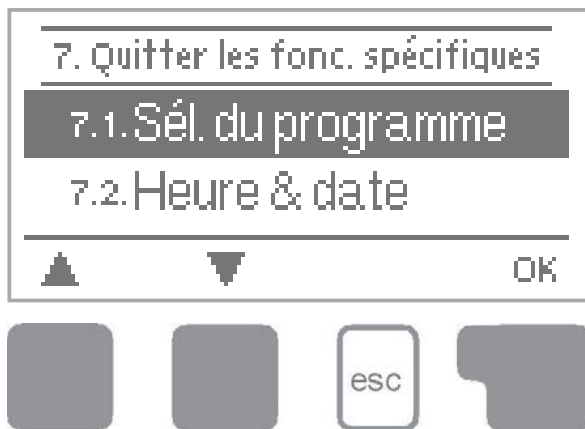 7. Quitter les fonc. spécifiques
7.1. Sél. du programme
7.2. Heure & date
OK
esc